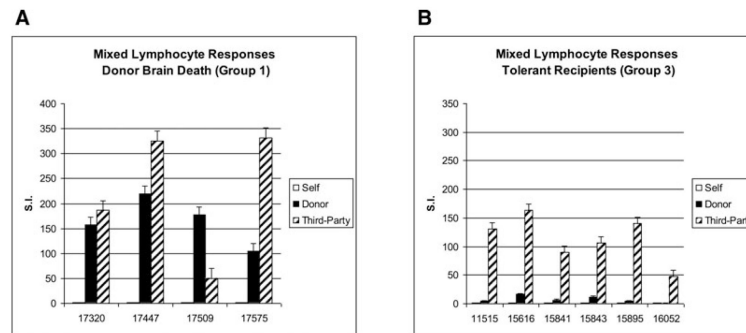 A
Mixed Lymphocyte Responses
Donor Brain Death (Group 1)
400
350
300
250
200
150
100
50
0
S.I.
17320 17447 17509 17575
Self
Donor
Third-Party
B
Mixed Lymphocyte Responses
Tolerant Recipients (Group 3)
350
300
250
200
150
100
50
0
S.I.
11515 15616 15841 15843 15895 16052
Self
Donor
Third-Part